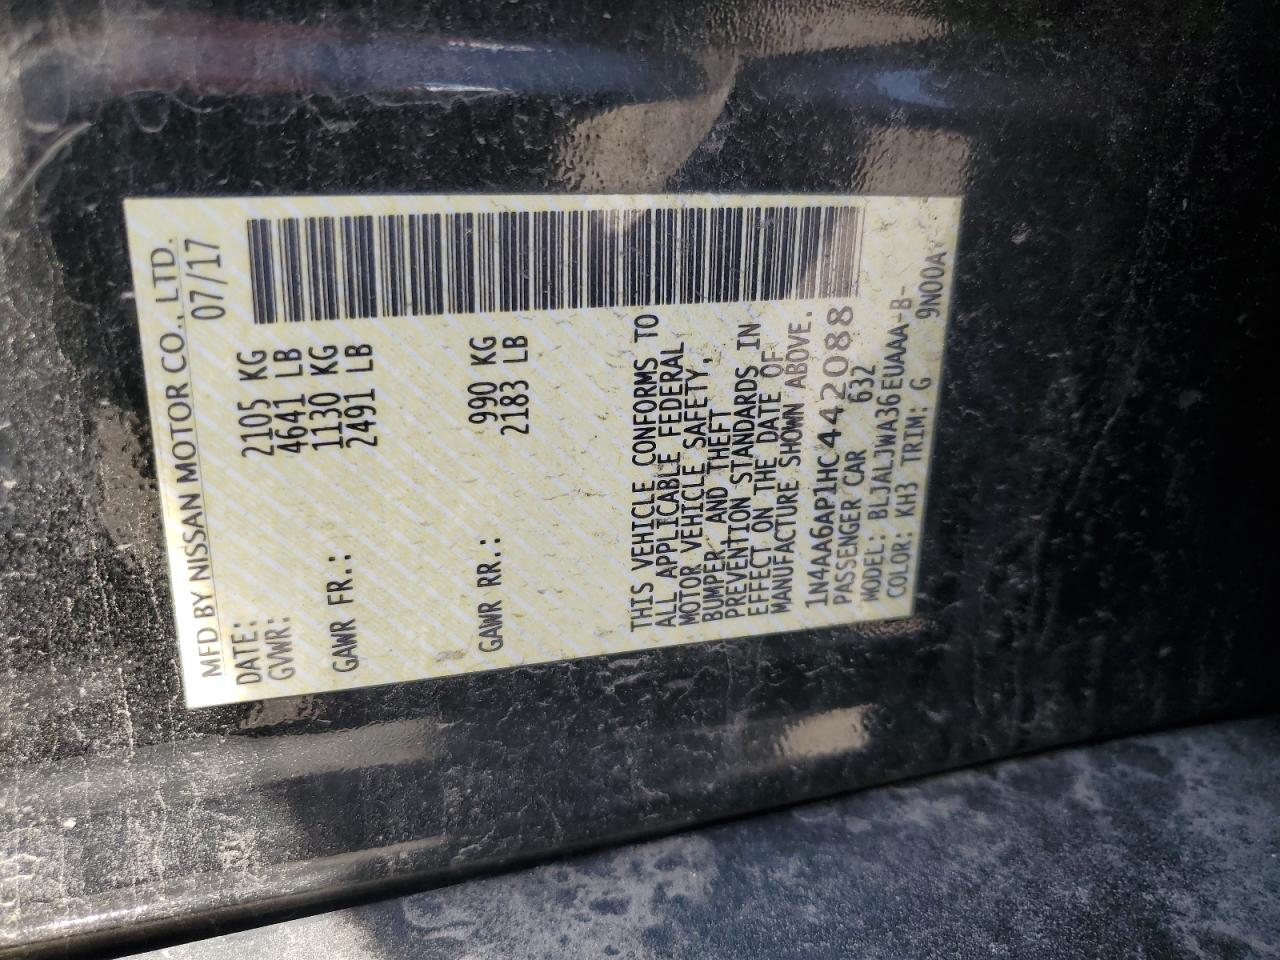 MFD BY NISSAN MOTOR CO., LTD.
DATE: 07/17
GVWR: 2105 KG
4641 LB
GAWR FR.: 1130 KG
2491 LB
GAWR RR.: 990 KG
2183 LB
THIS VEHICLE CONFORMS TO
ALL APPLICABLE FEDERAL
MOTOR VEHICLE SAFETY,
BUMPER, AND THEFT
PREVENTION STANDARDS IN
EFFECT ON THE DATE OF
MANUFACTURE SHOWN ABOVE.
1N4AA6AP1HC442088
PASSENGER CAR 632
MODEL: BLJALJWA36EUAAA-B-
COLOR: KH3 TRIM: G 9N00A